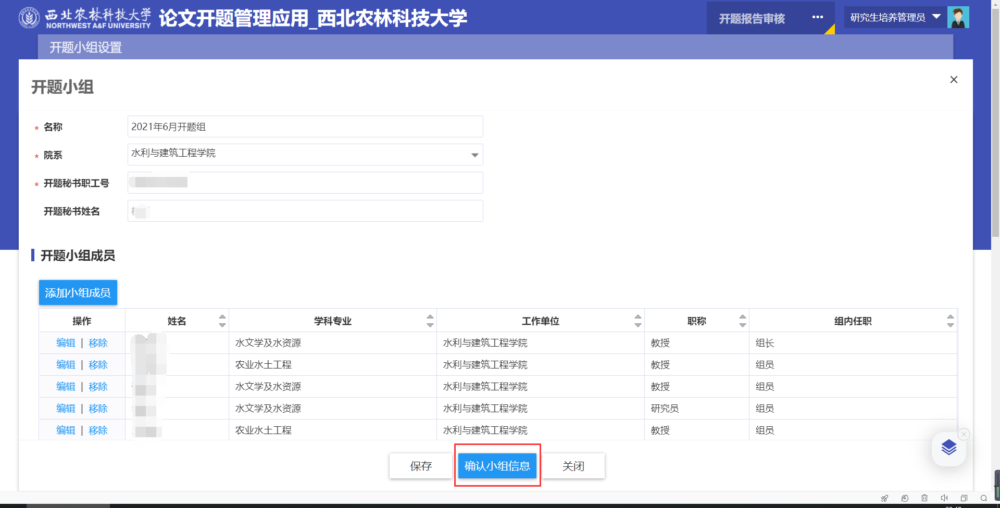 西北农林科技大学
NORTHWEST A&F UNIVERSITY
论文开题管理应用_西北农林科技大学
开题报告审核
研究生培养管理员
开题小组设置
开题小组
* 名称 2021年6月开题组
* 院系 水利与建筑工程学院
* 开题秘书职工号
开题秘书姓名
开题小组成员
添加小组成员
操作 姓名 学科专业 工作单位 职称 组内任职
编辑 | 移除 水文学及水资源 水利与建筑工程学院 教授 组长
编辑 | 移除 农业水土工程 水利与建筑工程学院 教授 组员
编辑 | 移除 水文学及水资源 水利与建筑工程学院 教授 组员
编辑 | 移除 水文学及水资源 水利与建筑工程学院 研究员 组员
编辑 | 移除 农业水土工程 水利与建筑工程学院 教授 组员
保存 确认小组信息 关闭